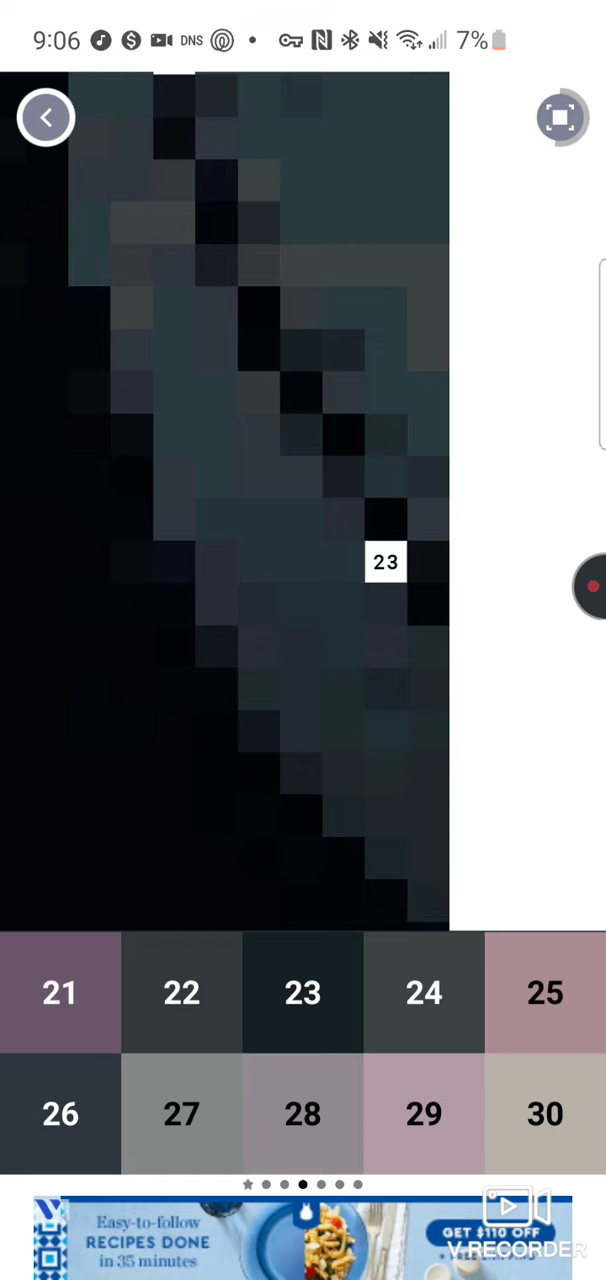 9:06 DNS 7%
23
21 22 23 24 25
26 27 28 29 30
Easy-to-follow
RECIPES DONE
in 35 minutes
GET $110 OFF
V.RECORDER